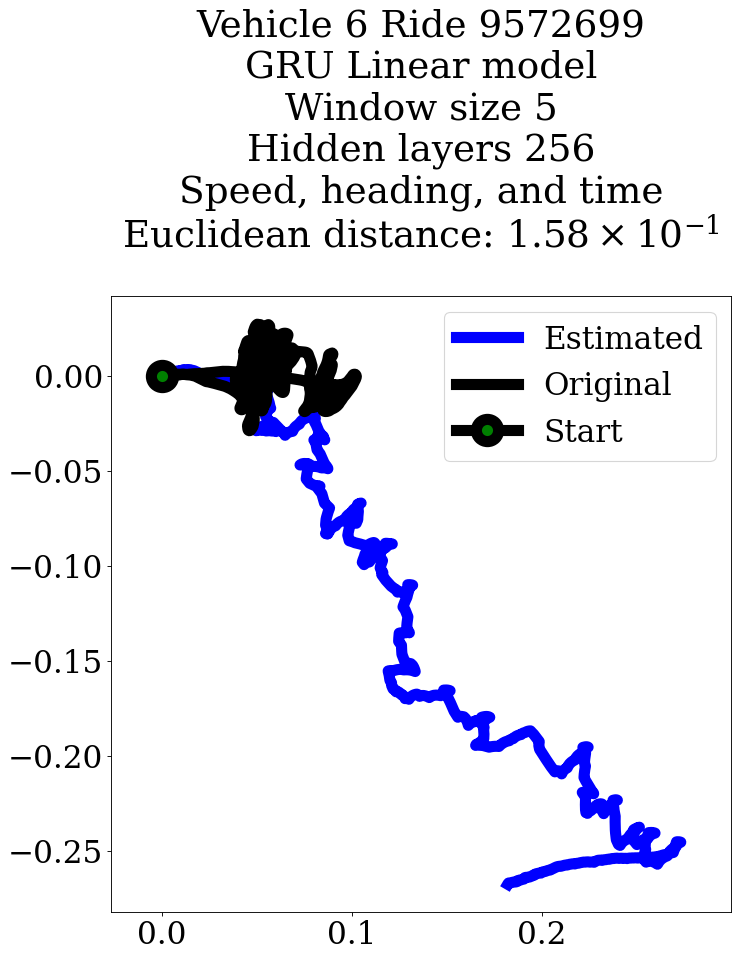 Vehicle 6 Ride 9572699
GRU Linear model
Window size 5
Hidden layers 256
Speed, heading, and time
Euclidean distance: 1.58 × 10⁻¹
Estimated
Original
Start
0.00
−0.05
−0.10
−0.15
−0.20
−0.25
0.0 0.1 0.2